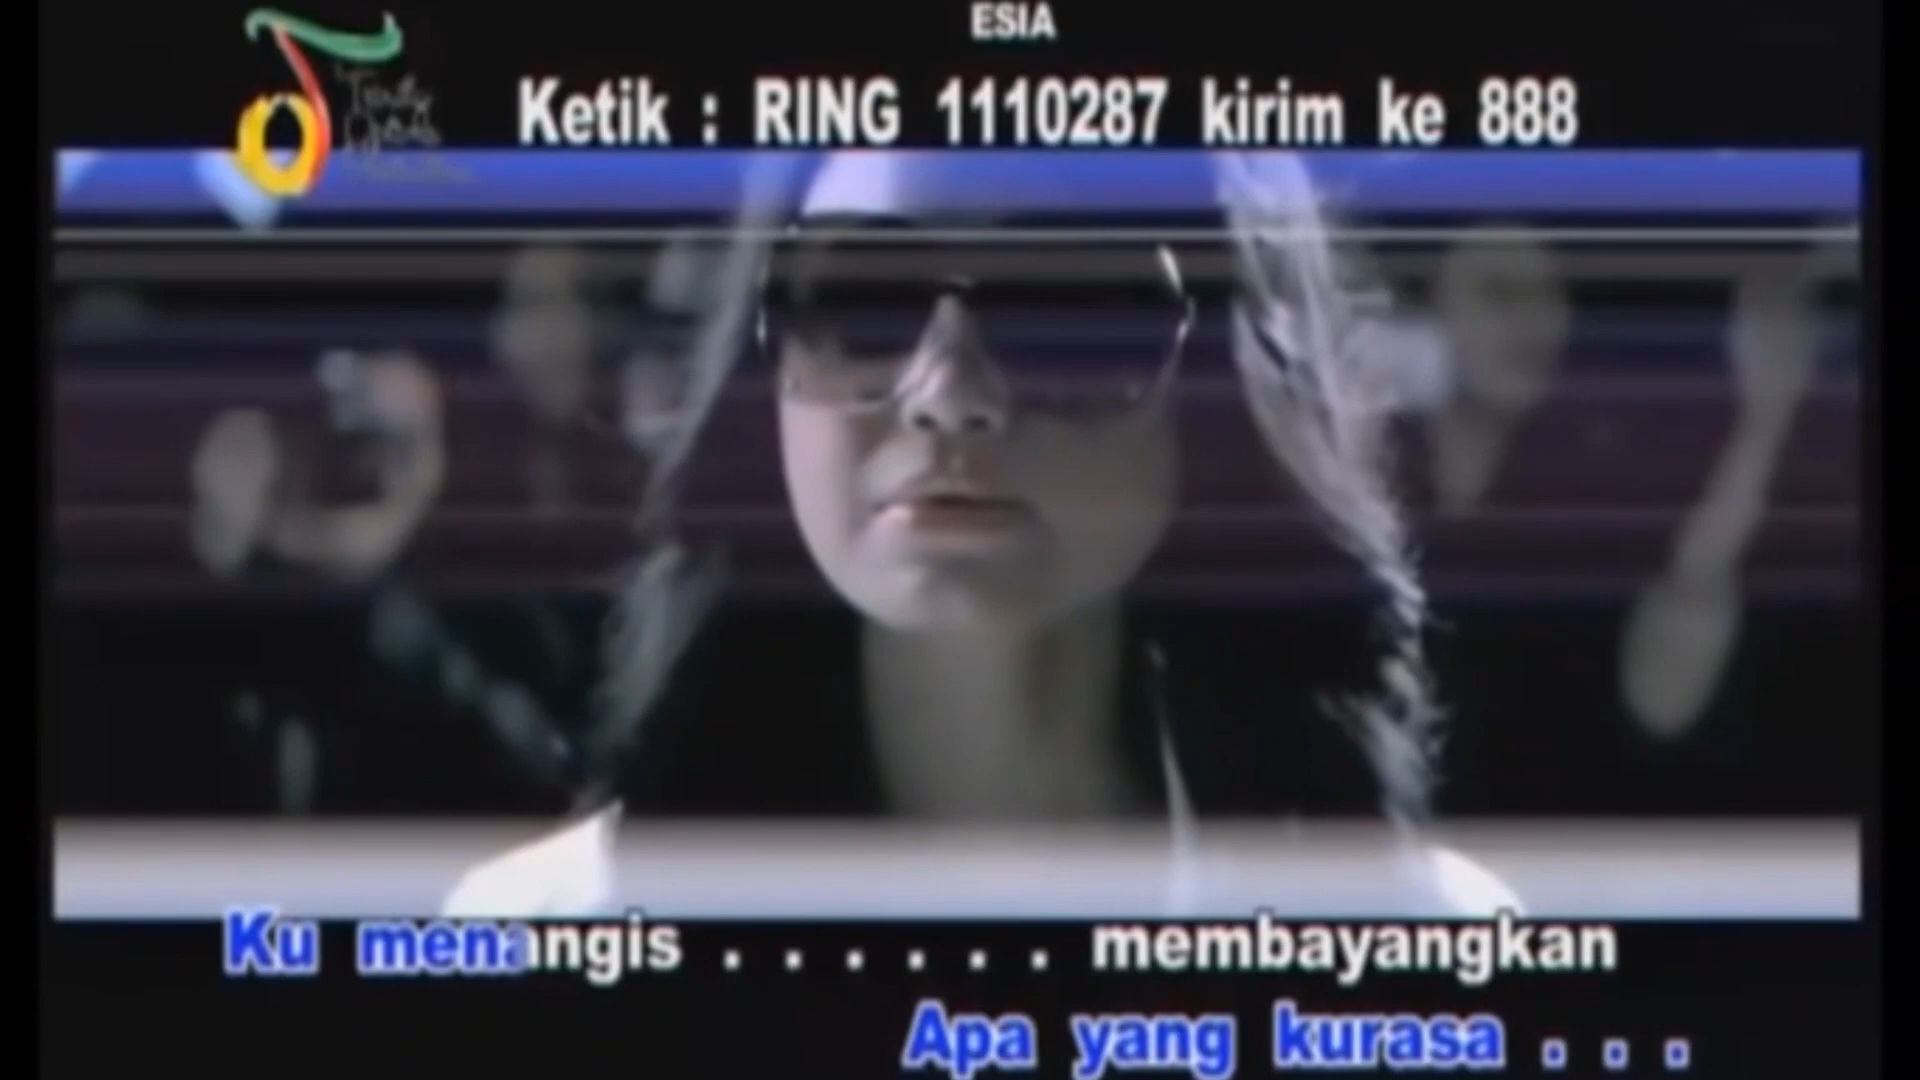 ESIA
Ketik : RING 1110287 kirim ke 888
Ku menangis . . . . . . membayangkan
Apa yang kurasa . . .